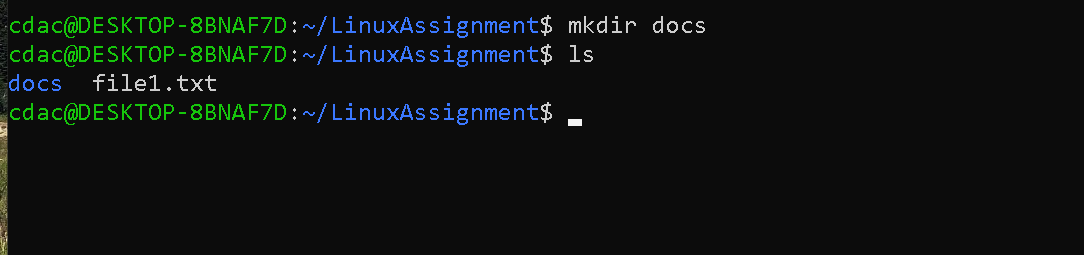 cdac@DESKTOP-8BNAF7D:~/LinuxAssignment$ mkdir docs
cdac@DESKTOP-8BNAF7D:~/LinuxAssignment$ ls
docs  file1.txt
cdac@DESKTOP-8BNAF7D:~/LinuxAssignment$